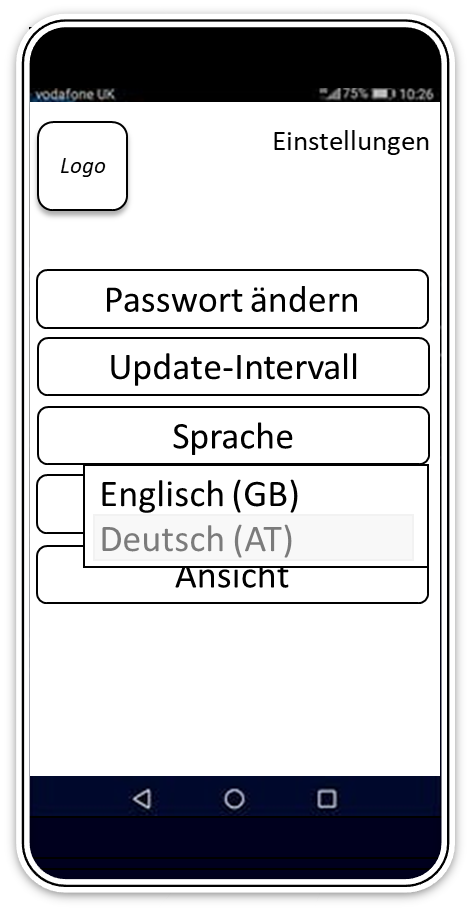 vodafone UK 75% 10:26
Logo
Einstellungen
Passwort ändern
Update-Intervall
Sprache
Englisch (GB)
Deutsch (AT)
Ansicht